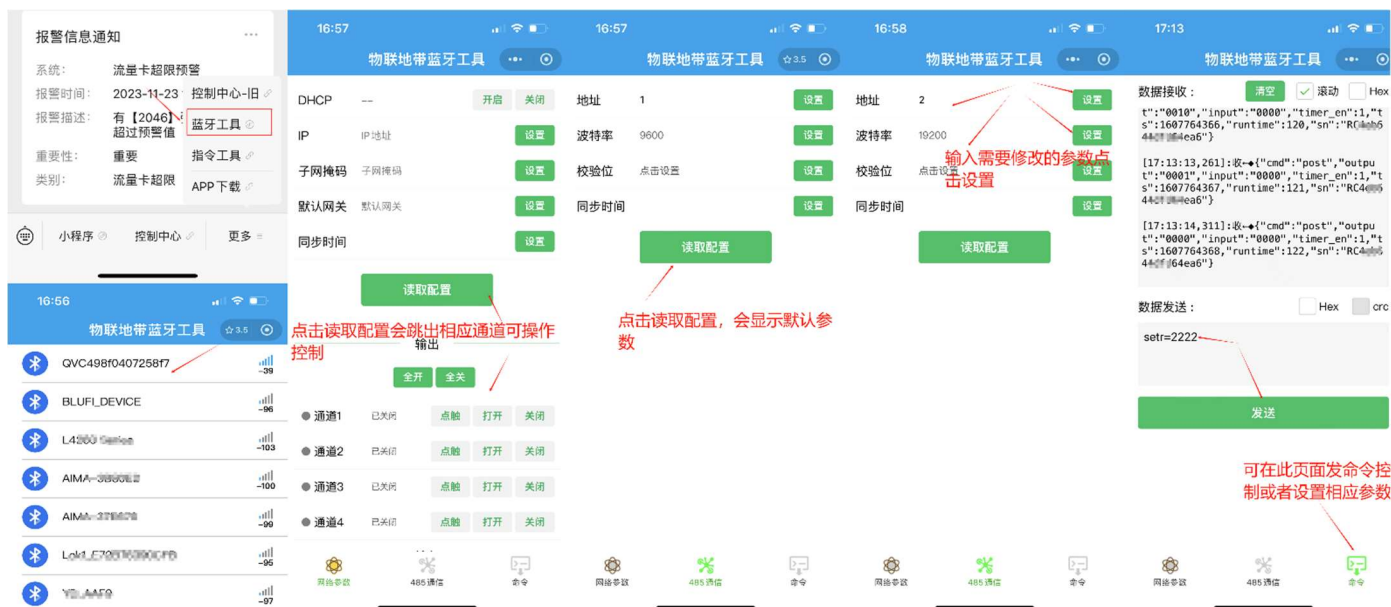 报警信息通知
系统： 流量卡超限预警
报警时间： 2023-11-23
报警描述： 有【2046】
超过预警值
重要性： 重要
类别： 流量卡超限
控制中心-旧
蓝牙工具
指令工具
APP下载
小程序 控制中心 更多
16:56
物联地带蓝牙工具 ☆3.5
QVC498f0407258f7 -39
BLUFI_DEVICE -96
-103
-100
-99
-95
-97
16:57
物联地带蓝牙工具
DHCP -- 开启 关闭
IP IP地址 设置
子网掩码 子网掩码 设置
默认网关 默认网关 设置
同步时间 设置
读取配置
点击读取配置会跳出相应通道可操作
控制
输出
全开 全关
通道1 已关闭 点触 打开 关闭
通道2 已关闭 点触 打开 关闭
通道3 已关闭 点触 打开 关闭
通道4 已关闭 点触 打开 关闭
网络参数 485通信 命令
16:57
物联地带蓝牙工具 ☆3.5
地址 1 设置
波特率 9600 设置
校验位 点击设置 设置
同步时间 设置
读取配置
点击读取配置，会显示默认参
数
网络参数 485通信 命令
16:58
物联地带蓝牙工具
地址 2 设置
波特率 19200 设置
校验位 点击设置 设置
同步时间 设置
输入需要修改的参数点
击设置
读取配置
网络参数 485通信 命令
17:13
物联地带蓝牙工具
数据接收： 清空 滚动 Hex
t":"0010","input":"0000","timer_en":1,"t
s":1607764366,"runtime":120,"sn":"RC
ea6"}
[17:13:13,261]:收←◆{"cmd":"post","outpu
t":"0001","input":"0000","timer_en":1,"t
s":1607764367,"runtime":121,"sn":"RC4
ea6"}
[17:13:14,311]:收←◆{"cmd":"post","outpu
t":"0000","input":"0000","timer_en":1,"t
s":1607764368,"runtime":122,"sn":"RC4
64ea6"}
数据发送： Hex crc
setr=2222
发送
可在此页面发命令控
制或者设置相应参数
网络参数 485通信 命令